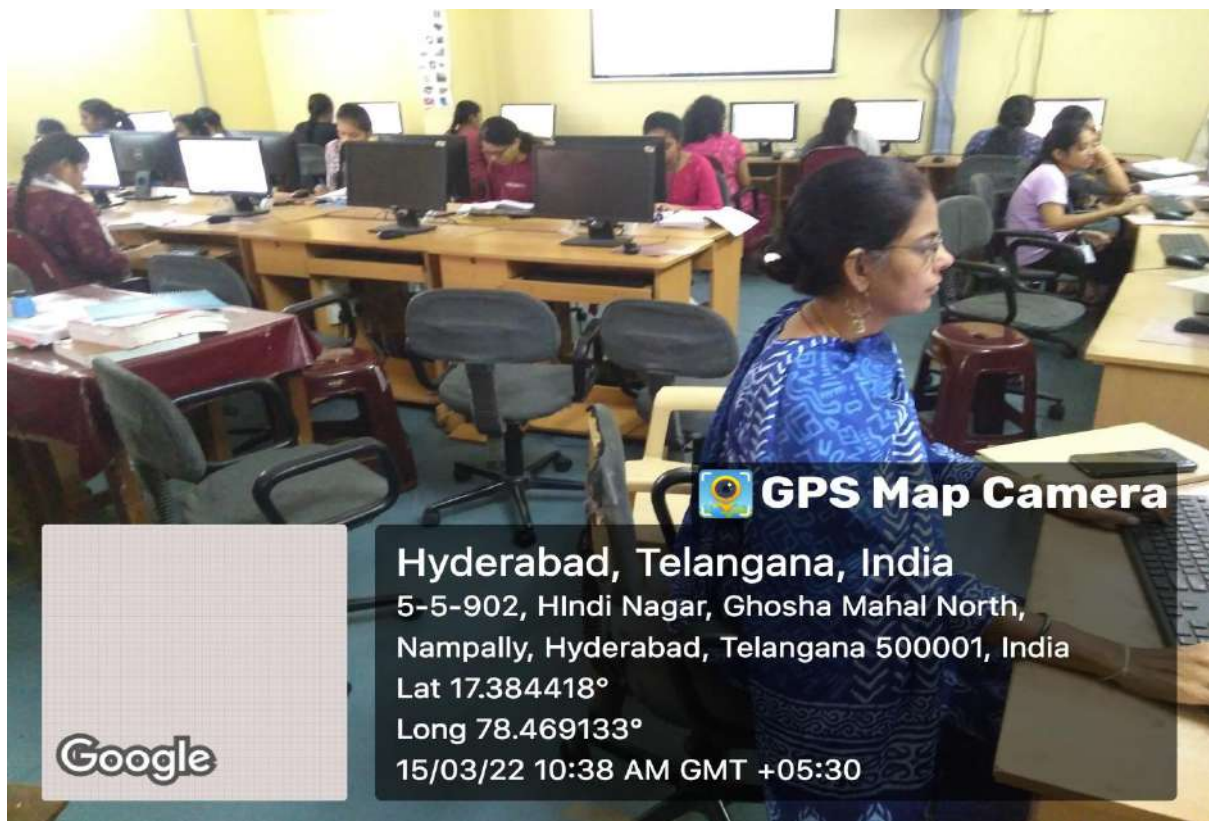 GPS Map Camera
Hyderabad, Telangana, India
5-5-902, HIndi Nagar, Ghosha Mahal North,
Nampally, Hyderabad, Telangana 500001, India
Lat 17.384418°
Long 78.469133°
15/03/22 10:38 AM GMT +05:30
Google